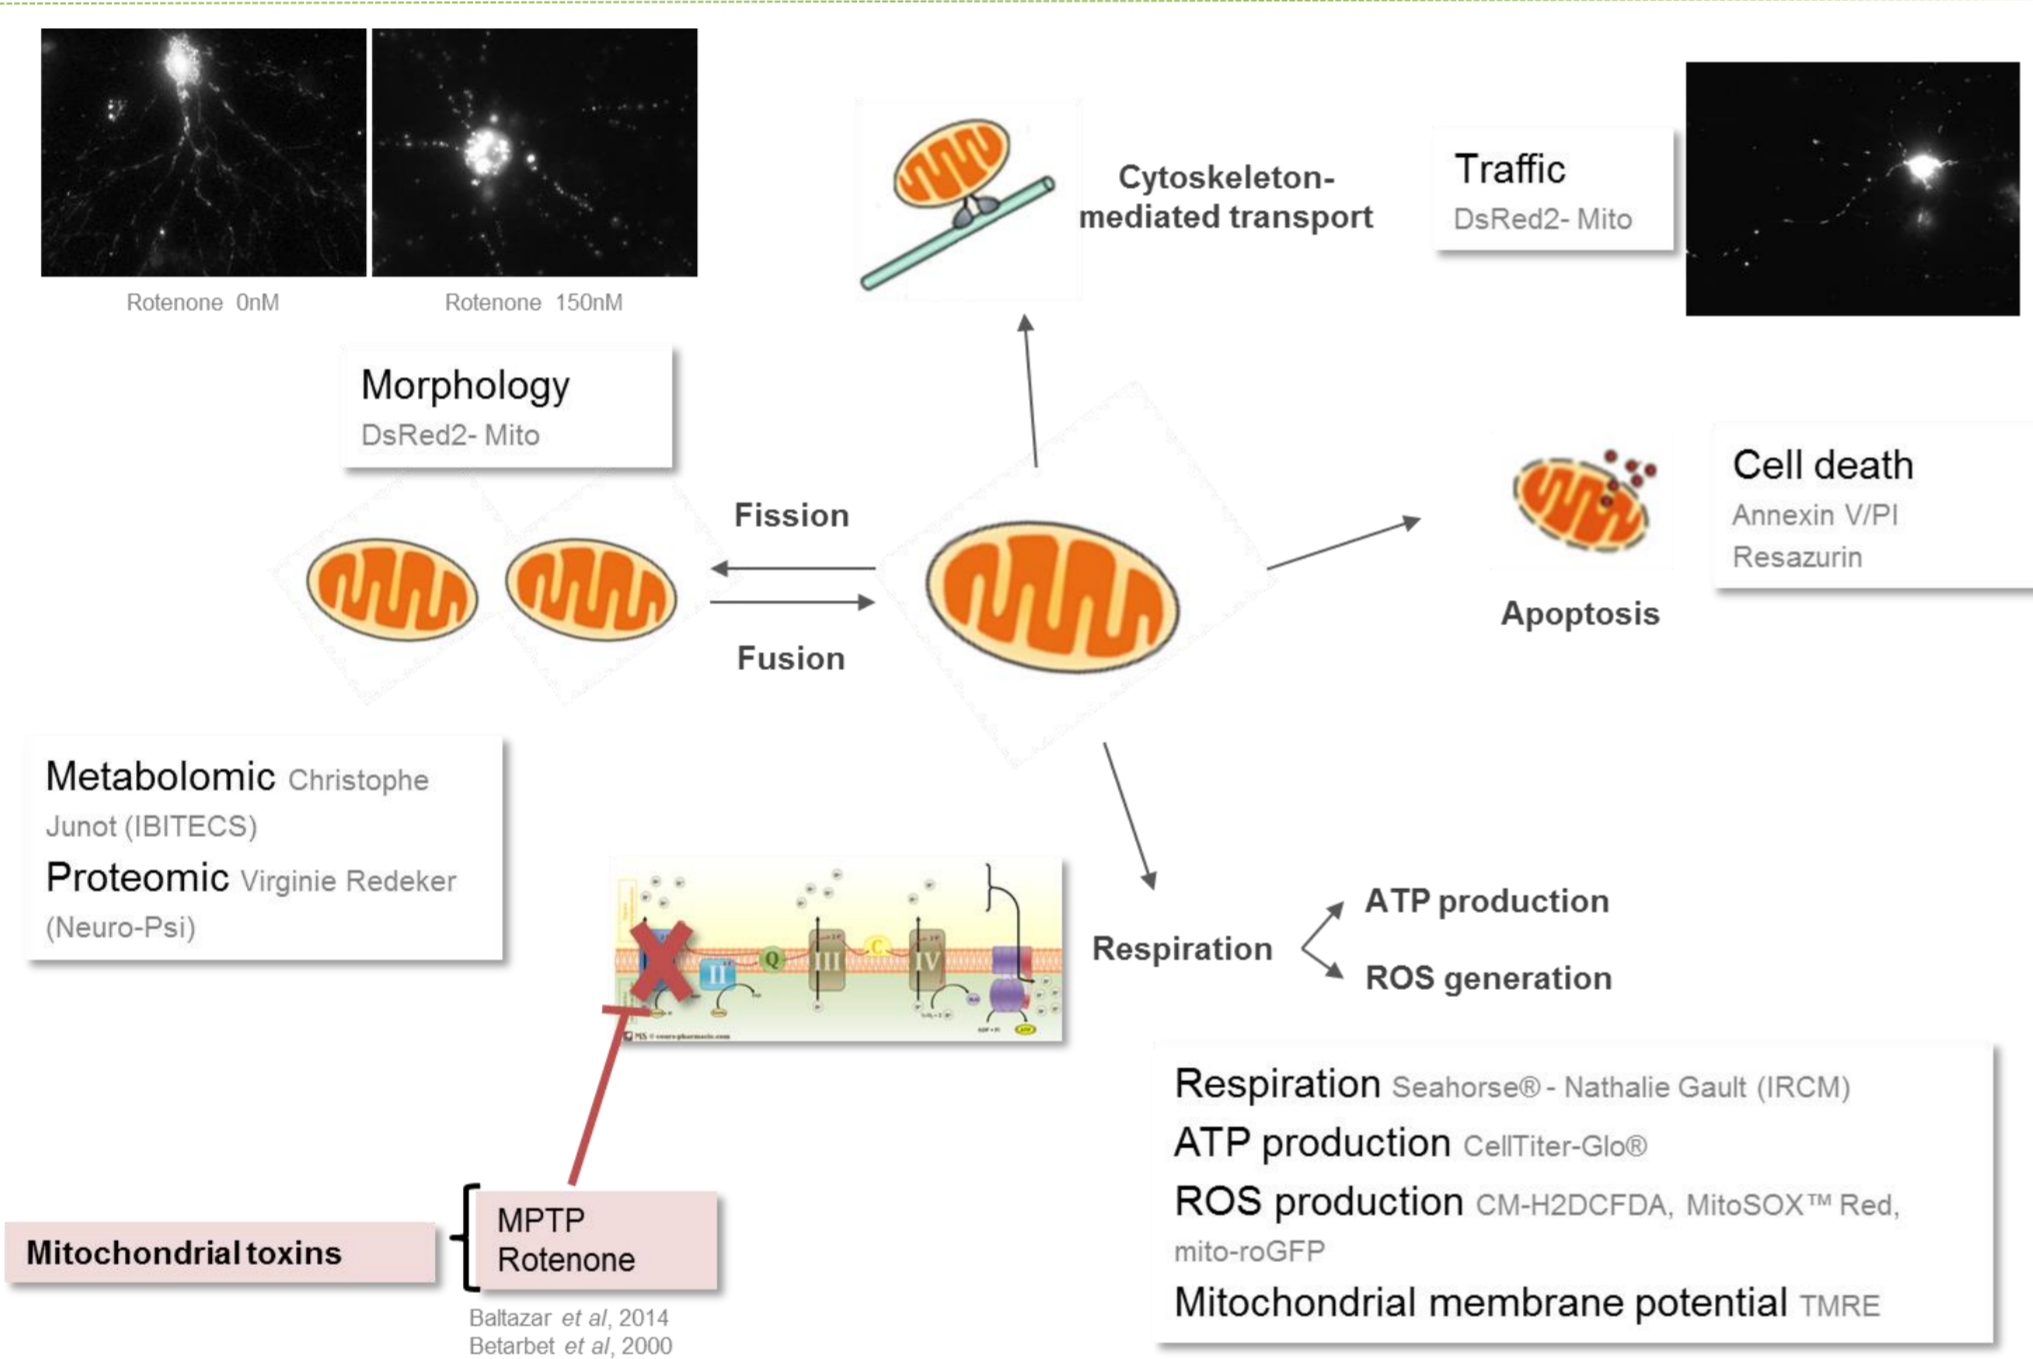 Rotenone 0nM
Rotenone 150nM
Cytoskeleton-
mediated transport
Traffic
DsRed2- Mito
Morphology
DsRed2- Mito
Fission
Fusion
Cell death
Annexin V/PI
Resazurin
Apoptosis
Metabolomic Christophe
Junot (IBITECS)
Proteomic Virginie Redeker
(Neuro-Psi)
II
Q
III
C
IV
Respiration
ATP production
ROS generation
Respiration Seahorse® - Nathalie Gault (IRCM)
ATP production CellTiter-Glo®
ROS production CM-H2DCFDA, MitoSOX™ Red,
mito-roGFP
Mitochondrial membrane potential TMRE
Mitochondrial toxins
MPTP
Rotenone
Baltazar et al, 2014
Betarbet et al, 2000